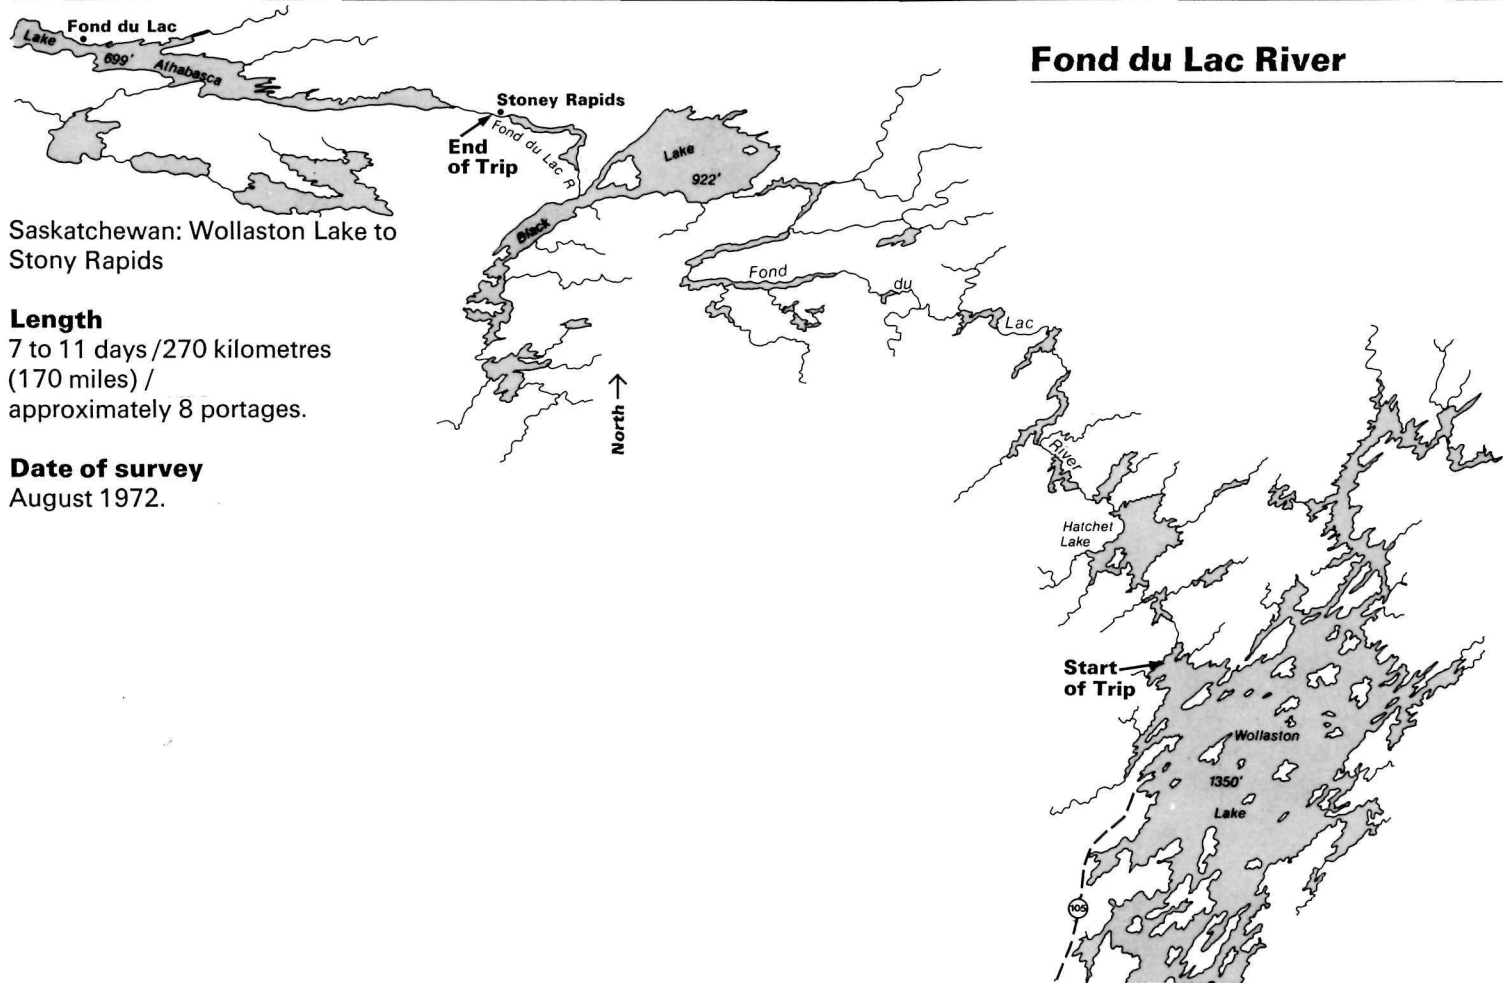 Fond du Lac River
Fond du Lac
Lake
699'
Athabasca
Stoney Rapids
End
of Trip
Fond du Lac R
Lake
922'
Black
Saskatchewan: Wollaston Lake to
Stony Rapids
Length
7 to 11 days/270 kilometres
(170 miles) /
approximately 8 portages.
Date of survey
August 1972.
North
Fond
du
Lac
River
Hatchet
Lake
Start
of Trip
Wollaston
1350'
Lake
105